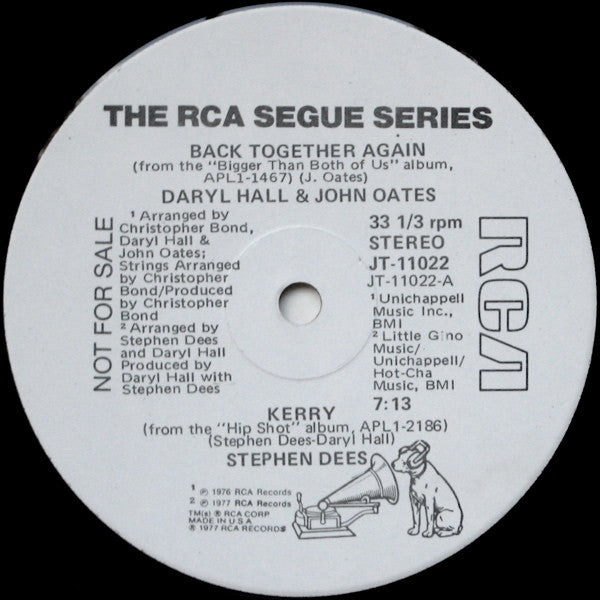 THE RCA SEGUE SERIES
BACK TOGETHER AGAIN
(from the "Bigger Than Both of Us" album,
APL1-1467) (J. Oates)
DARYL HALL & JOHN OATES
NOT FOR SALE
1 Arranged by
Christopher Bond,
Daryl Hall &
John Oates;
Strings Arranged
by Christopher
Bond/Produced
by Christopher
Bond
2 Arranged by
Stephen Dees
and Daryl Hall
Produced by
Daryl Hall with
Stephen Dees
33 1/3 rpm
STEREO
JT-11022
JT-11022-A
1 Unichappell
Music Inc.,
BMI
2 Little Gino
Music/
Unichappell/
Hot-Cha
Music, BMI
7:13
RCA
KERRY
(from the "Hip Shot" album, APL1-2186)
(Stephen Dees-Daryl Hall)
STEPHEN DEES
1 ℗ 1976 RCA Records
2 ℗ 1977 RCA Records
TM(s) ® RCA CORP
MADE IN U.S.A
℗ 1977 RCA RECORDS